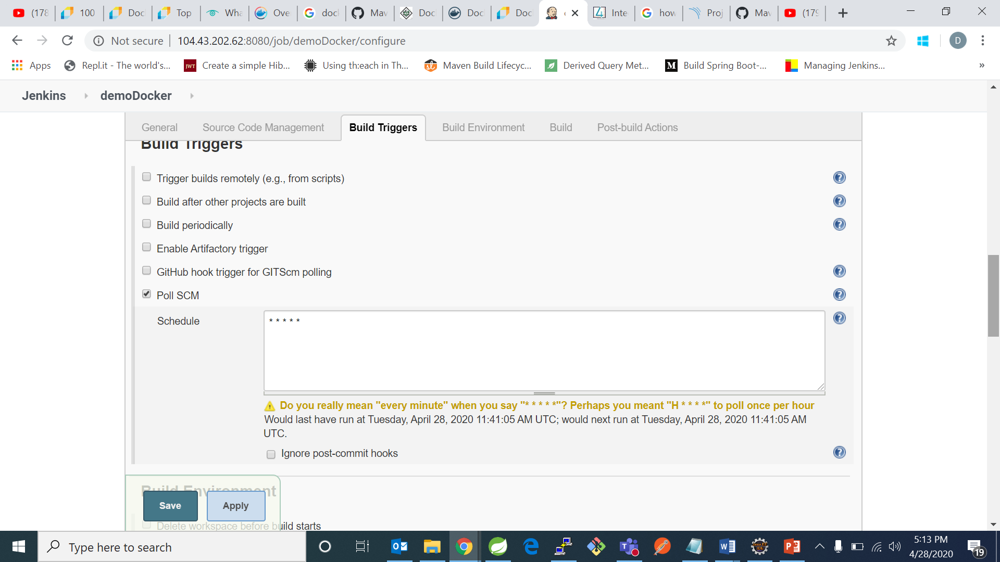 (178
100
Doc
Top
Wha
Ove
doc
Mav
Doc
Doc
Doc
Inte
how
Proj
Mav
(179
Not secure
104.43.202.62:8080/job/demoDocker/configure
D
Apps
Repl.it - The world's...
JWT
Create a simple Hib...
Using th:each in Th...
Maven Build Lifecyc...
Derived Query Met...
M
Build Spring Boot-...
Managing Jenkins...
»
Jenkins
demoDocker
General
Source Code Management
Build Triggers
Build Environment
Build
Post-build Actions
Build Triggers
Trigger builds remotely (e.g., from scripts)
Build after other projects are built
Build periodically
Enable Artifactory trigger
GitHub hook trigger for GITScm polling
Poll SCM
Schedule
* * * * *
Do you really mean "every minute" when you say "* * * * *"? Perhaps you meant "H * * * *" to poll once per hour
Would last have run at Tuesday, April 28, 2020 11:41:05 AM UTC; would next run at Tuesday, April 28, 2020 11:41:05 AM
UTC.
Ignore post-commit hooks
Build Environment
Save
Apply
Delete workspace before build starts
Type here to search
5:13 PM
4/28/2020
19